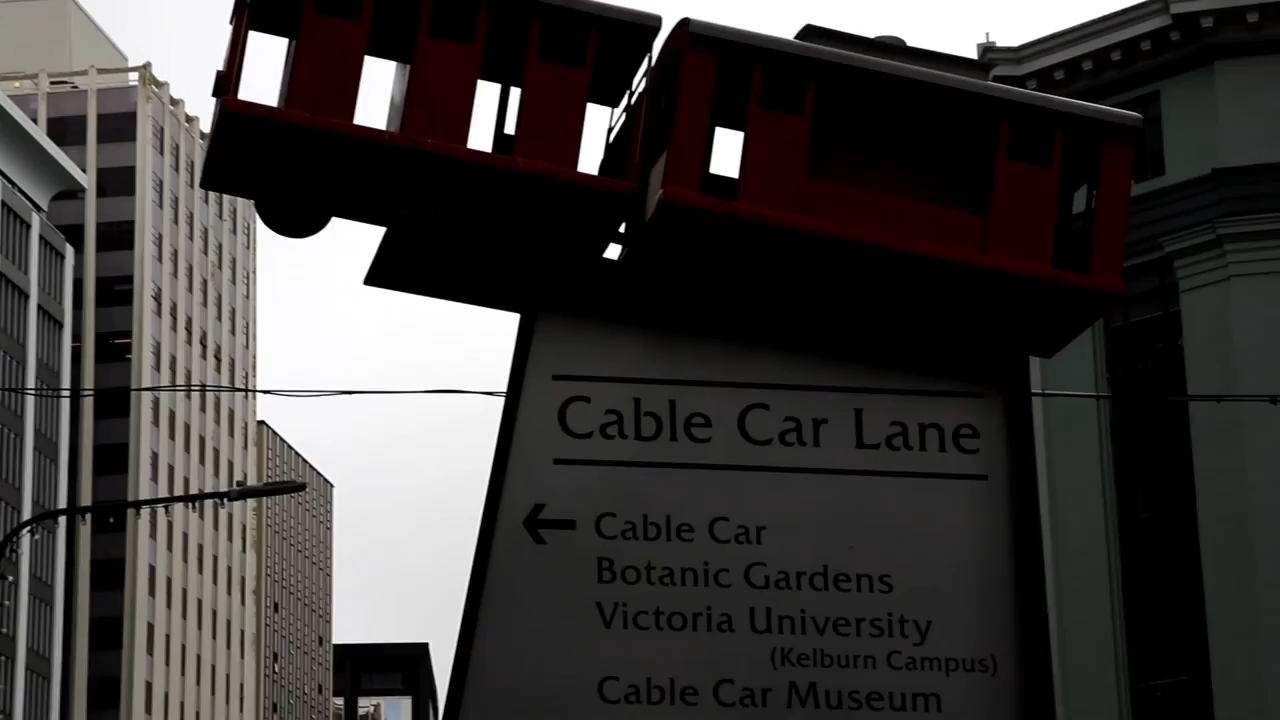 Cable Car Lane
Cable Car
Botanic Gardens
Victoria University
(Kelburn Campus)
Cable Car Museum